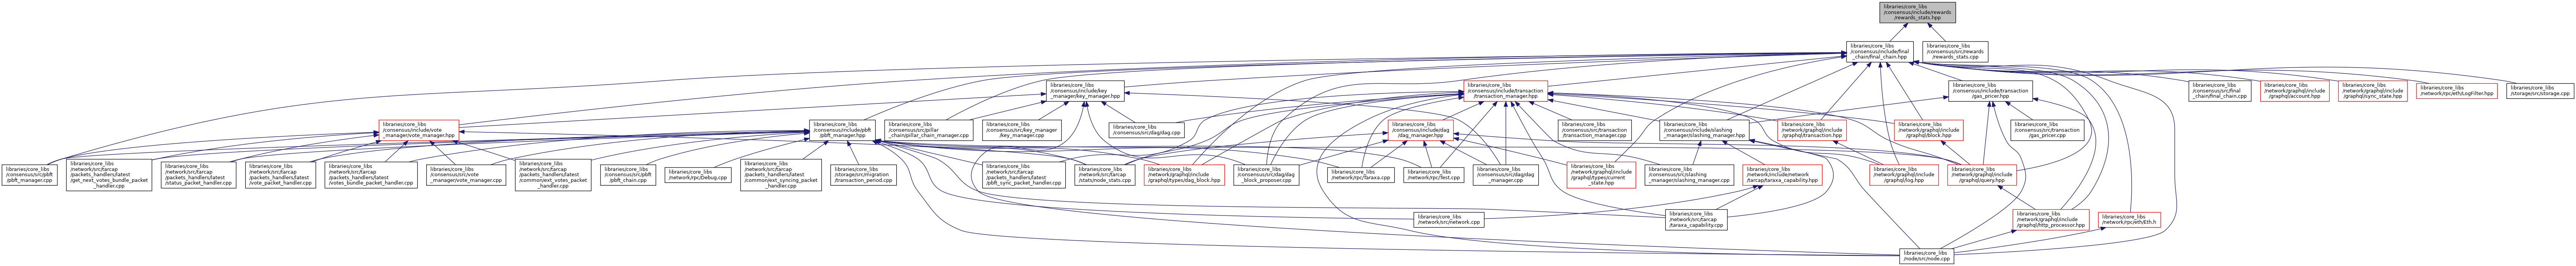 libraries/core_libs
/consensus/include/rewards
/rewards_stats.hpp
libraries/core_libs
/consensus/include/final
_chain/final_chain.hpp
libraries/core_libs
/consensus/src/rewards
/rewards_stats.cpp
libraries/core_libs
/consensus/include/key
_manager/key_manager.hpp
libraries/core_libs
/consensus/include/transaction
/transaction_manager.hpp
libraries/core_libs
/consensus/include/transaction
/gas_pricer.hpp
libraries/core_libs
/consensus/src/final
_chain/final_chain.cpp
libraries/core_libs
/network/graphql/include
/graphql/account.hpp
libraries/core_libs
/network/graphql/include
/graphql/sync_state.hpp
libraries/core_libs
/network/rpc/eth/LogFilter.hpp
libraries/core_libs
/storage/src/storage.cpp
libraries/core_libs
/consensus/include/vote
_manager/vote_manager.hpp
libraries/core_libs
/consensus/include/pbft
/pbft_manager.hpp
libraries/core_libs
/consensus/src/pillar
_chain/pillar_chain_manager.cpp
libraries/core_libs
/consensus/src/key_manager
/key_manager.cpp
libraries/core_libs
/consensus/src/dag/dag.cpp
libraries/core_libs
/consensus/include/dag
/dag_manager.hpp
libraries/core_libs
/consensus/src/transaction
/transaction_manager.cpp
libraries/core_libs
/consensus/include/slashing
_manager/slashing_manager.hpp
libraries/core_libs
/network/graphql/include
/graphql/transaction.hpp
libraries/core_libs
/network/graphql/include
/graphql/block.hpp
libraries/core_libs
/consensus/src/transaction
/gas_pricer.cpp
libraries/core_libs
/consensus/src/pbft
/pbft_manager.cpp
libraries/core_libs
/network/src/tarcap
/packets_handlers/latest
/get_next_votes_bundle_packet
_handler.cpp
libraries/core_libs
/network/src/tarcap
/packets_handlers/latest
/status_packet_handler.cpp
libraries/core_libs
/network/src/tarcap
/packets_handlers/latest
/vote_packet_handler.cpp
libraries/core_libs
/network/src/tarcap
/packets_handlers/latest
/votes_bundle_packet_handler.cpp
libraries/core_libs
/consensus/src/vote
_manager/vote_manager.cpp
libraries/core_libs
/network/src/tarcap
/packets_handlers/latest
/common/ext_votes_packet
_handler.cpp
libraries/core_libs
/consensus/src/pbft
/pbft_chain.cpp
libraries/core_libs
/network/rpc/Debug.cpp
libraries/core_libs
/network/src/tarcap
/packets_handlers/latest
/common/ext_syncing_packet
_handler.cpp
libraries/core_libs
/storage/src/migration
/transaction_period.cpp
libraries/core_libs
/network/src/tarcap
/packets_handlers/latest
/pbft_sync_packet_handler.cpp
libraries/core_libs
/network/src/tarcap
/stats/node_stats.cpp
libraries/core_libs
/network/graphql/include
/graphql/types/dag_block.hpp
libraries/core_libs
/consensus/src/dag/dag
_block_proposer.cpp
libraries/core_libs
/network/rpc/Taraxa.cpp
libraries/core_libs
/network/rpc/Test.cpp
libraries/core_libs
/consensus/src/dag/dag
_manager.cpp
libraries/core_libs
/network/graphql/include
/graphql/types/current
_state.hpp
libraries/core_libs
/consensus/src/slashing
_manager/slashing_manager.cpp
libraries/core_libs
/network/include/network
/tarcap/taraxa_capability.hpp
libraries/core_libs
/network/graphql/include
/graphql/log.hpp
libraries/core_libs
/network/graphql/include
/graphql/query.hpp
libraries/core_libs
/network/src/network.cpp
libraries/core_libs
/network/src/tarcap
/taraxa_capability.cpp
libraries/core_libs
/network/graphql/include
/graphql/http_processor.hpp
libraries/core_libs
/network/rpc/eth/Eth.h
libraries/core_libs
/node/src/node.cpp